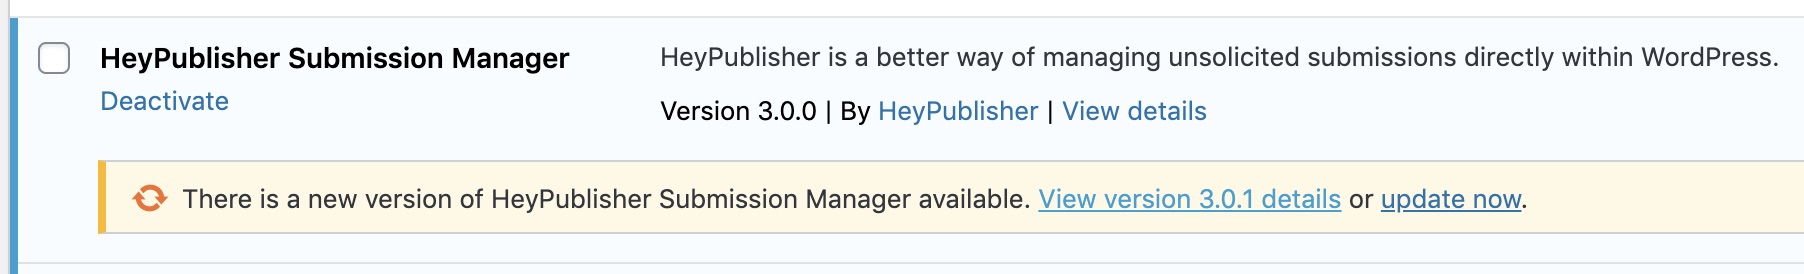 HeyPublisher Submission Manager
Deactivate
HeyPublisher is a better way of managing unsolicited submissions directly within WordPress.
Version 3.0.0 | By HeyPublisher | View details
There is a new version of HeyPublisher Submission Manager available. View version 3.0.1 details or update now.